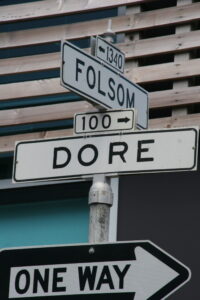 ← 1340
FOLSOM
100 →
DORE
ONE WAY